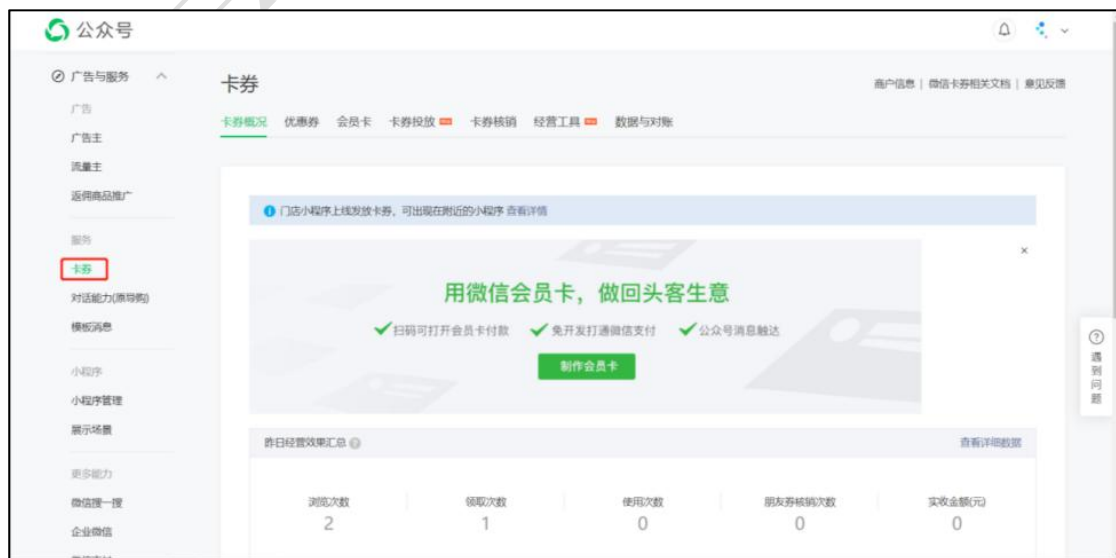 公众号
广告与服务
广告
广告主
流量主
返佣商品推广
服务
卡券
对话能力(原导购)
模板消息
小程序
小程序管理
展示场景
更多能力
微信搜一搜
企业微信
卡券
商户信息 | 微信卡券相关文档 | 意见反馈
卡券概况 优惠券 会员卡 卡券投放 卡券核销 经营工具 数据与对账
门店小程序上线发放卡券，可出现在附近的小程序 查看详情
用微信会员卡，做回头客生意
扫码可打开会员卡付款 免开发打通微信支付 公众号消息触达
制作会员卡
昨日经营效果汇总 查看详细数据
浏览次数 领取次数 使用次数 朋友券核销次数 实收金额(元)
2 1 0 0 0
遇到问题